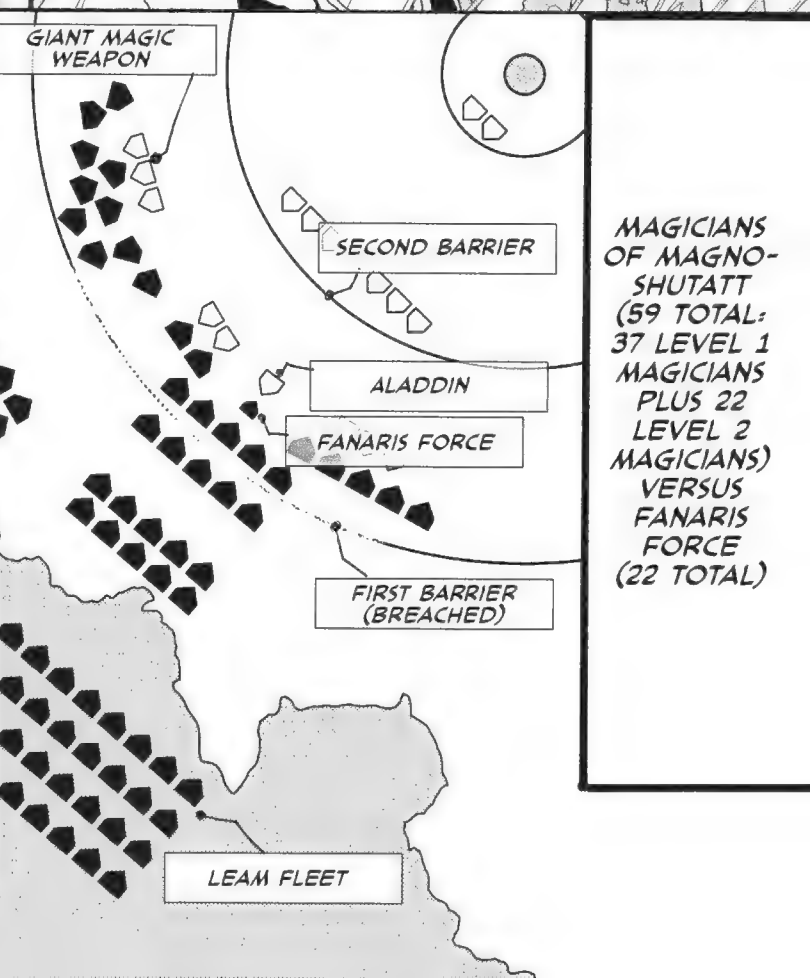 GIANT MAGIC
WEAPON
SECOND BARRIER
ALADDIN
FANARIS FORCE
FIRST BARRIER
(BREACHED)
LEAM FLEET
MAGICIANS
OF MAGNO-
SHUTATT
(59 TOTAL:
37 LEVEL 1
MAGICIANS
PLUS 22
LEVEL 2
MAGICIANS)
VERSUS
FANARIS
FORCE
(22 TOTAL)